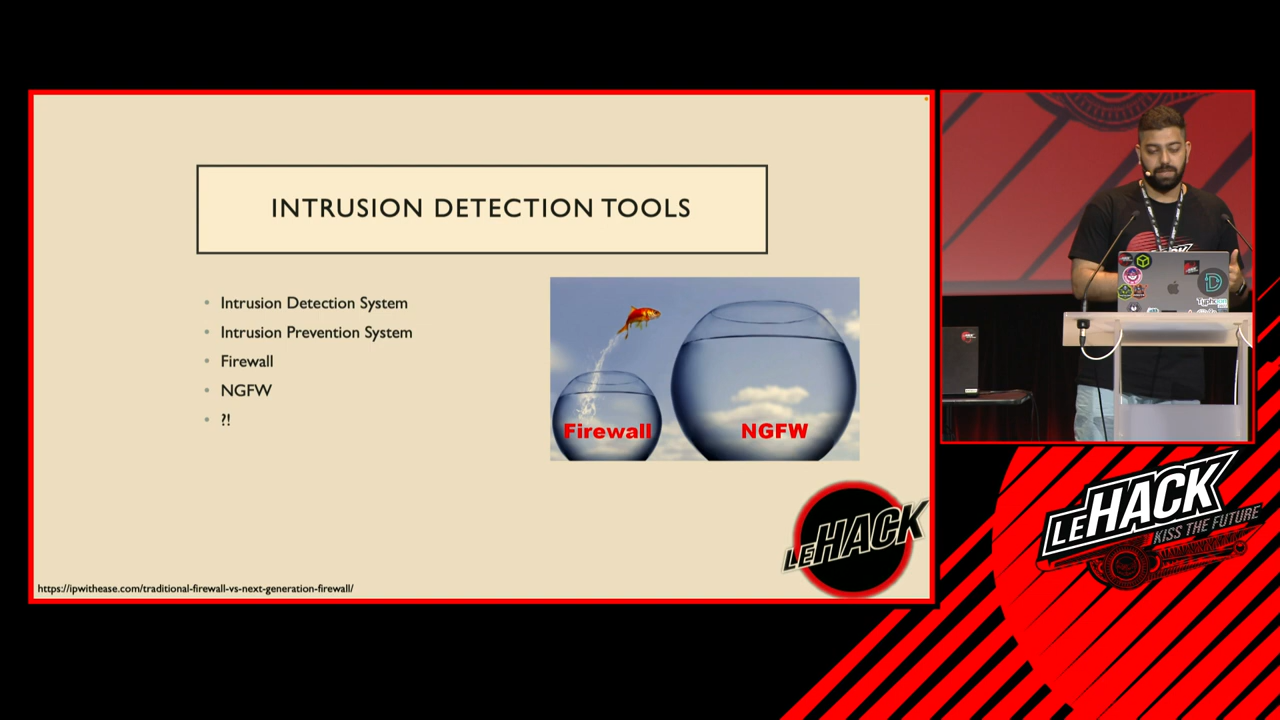 INTRUSION DETECTION TOOLS
Intrusion Detection System
Intrusion Prevention System
Firewall
NGFW
?!
Firewall
NGFW
LEHACK
https://ipwithease.com/traditional-firewall-vs-next-generation-firewall/
LEHACK
KISS THE FUTURE